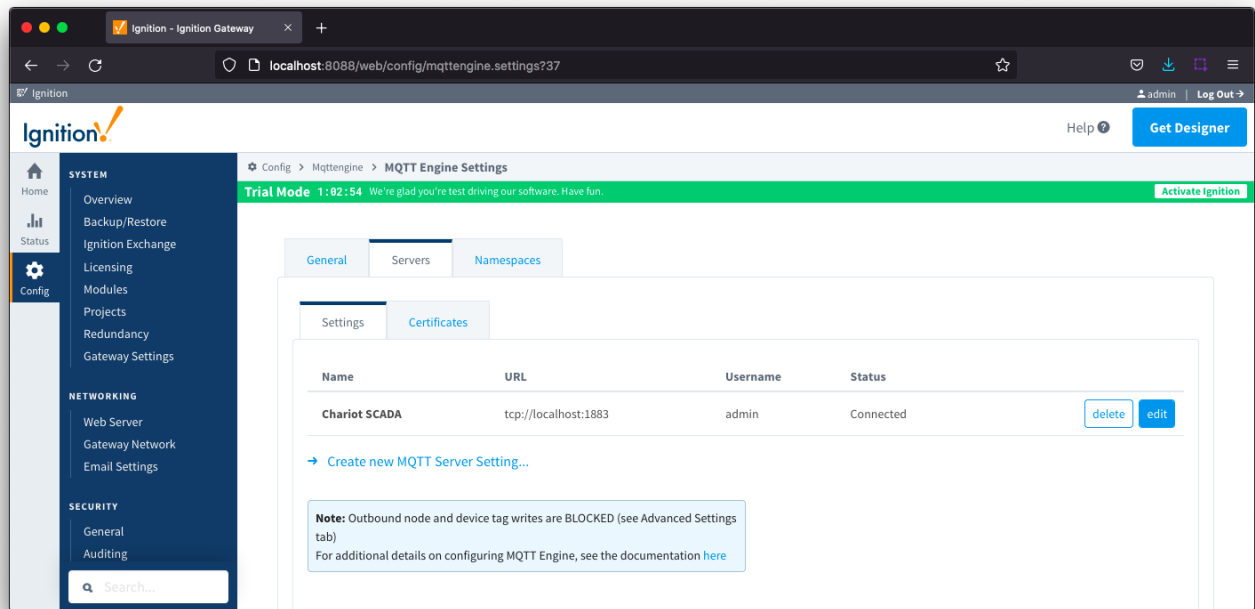 Ignition - Ignition Gateway
localhost:8088/web/config/mqttengine.settings?37
Ignition
admin | Log Out
Ignition!
Help
Get Designer
Home
Status
Config
SYSTEM
Overview
Backup/Restore
Ignition Exchange
Licensing
Modules
Projects
Redundancy
Gateway Settings
NETWORKING
Web Server
Gateway Network
Email Settings
SECURITY
General
Auditing
Search...
Config > Mqttengine > MQTT Engine Settings
Trial Mode 1:02:54 We're glad you're test driving our software. Have fun.
Activate Ignition
General Servers Namespaces
Settings Certificates
Name URL Username Status
Chariot SCADA tcp://localhost:1883 admin Connected delete edit
→ Create new MQTT Server Setting...
Note: Outbound node and device tag writes are BLOCKED (see Advanced Settings
tab)
For additional details on configuring MQTT Engine, see the documentation here